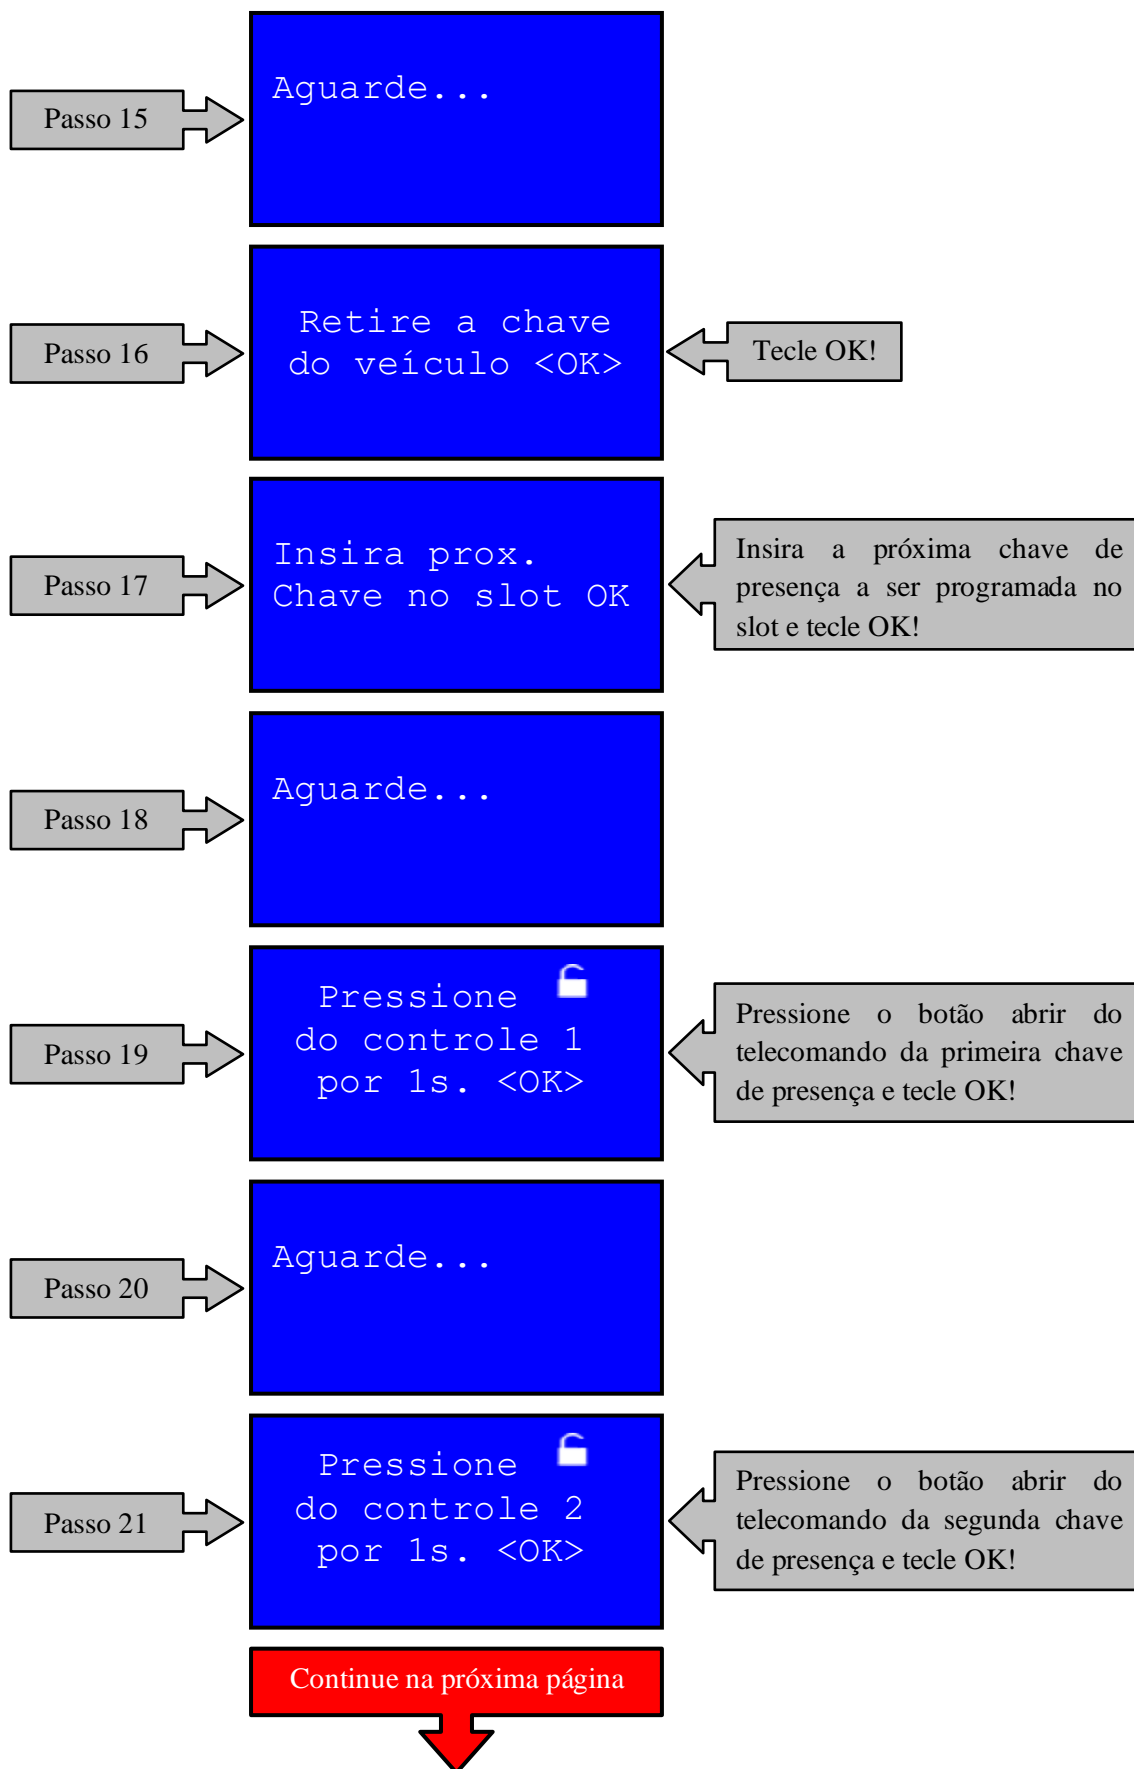 Passo 15
Aguarde...
Passo 16
Retire a chave
do veículo <OK>
Tecle OK!
Passo 17
Insira prox.
Chave no slot OK
Insira a próxima chave de
presença a ser programada no
slot e tecle OK!
Passo 18
Aguarde...
Passo 19
Pressione
do controle 1
por 1s. <OK>
Pressione o botão abrir do
telecomando da primeira chave
de presença e tecle OK!
Passo 20
Aguarde...
Passo 21
Pressione
do controle 2
por 1s. <OK>
Pressione o botão abrir do
telecomando da segunda chave
de presença e tecle OK!
Continue na próxima página